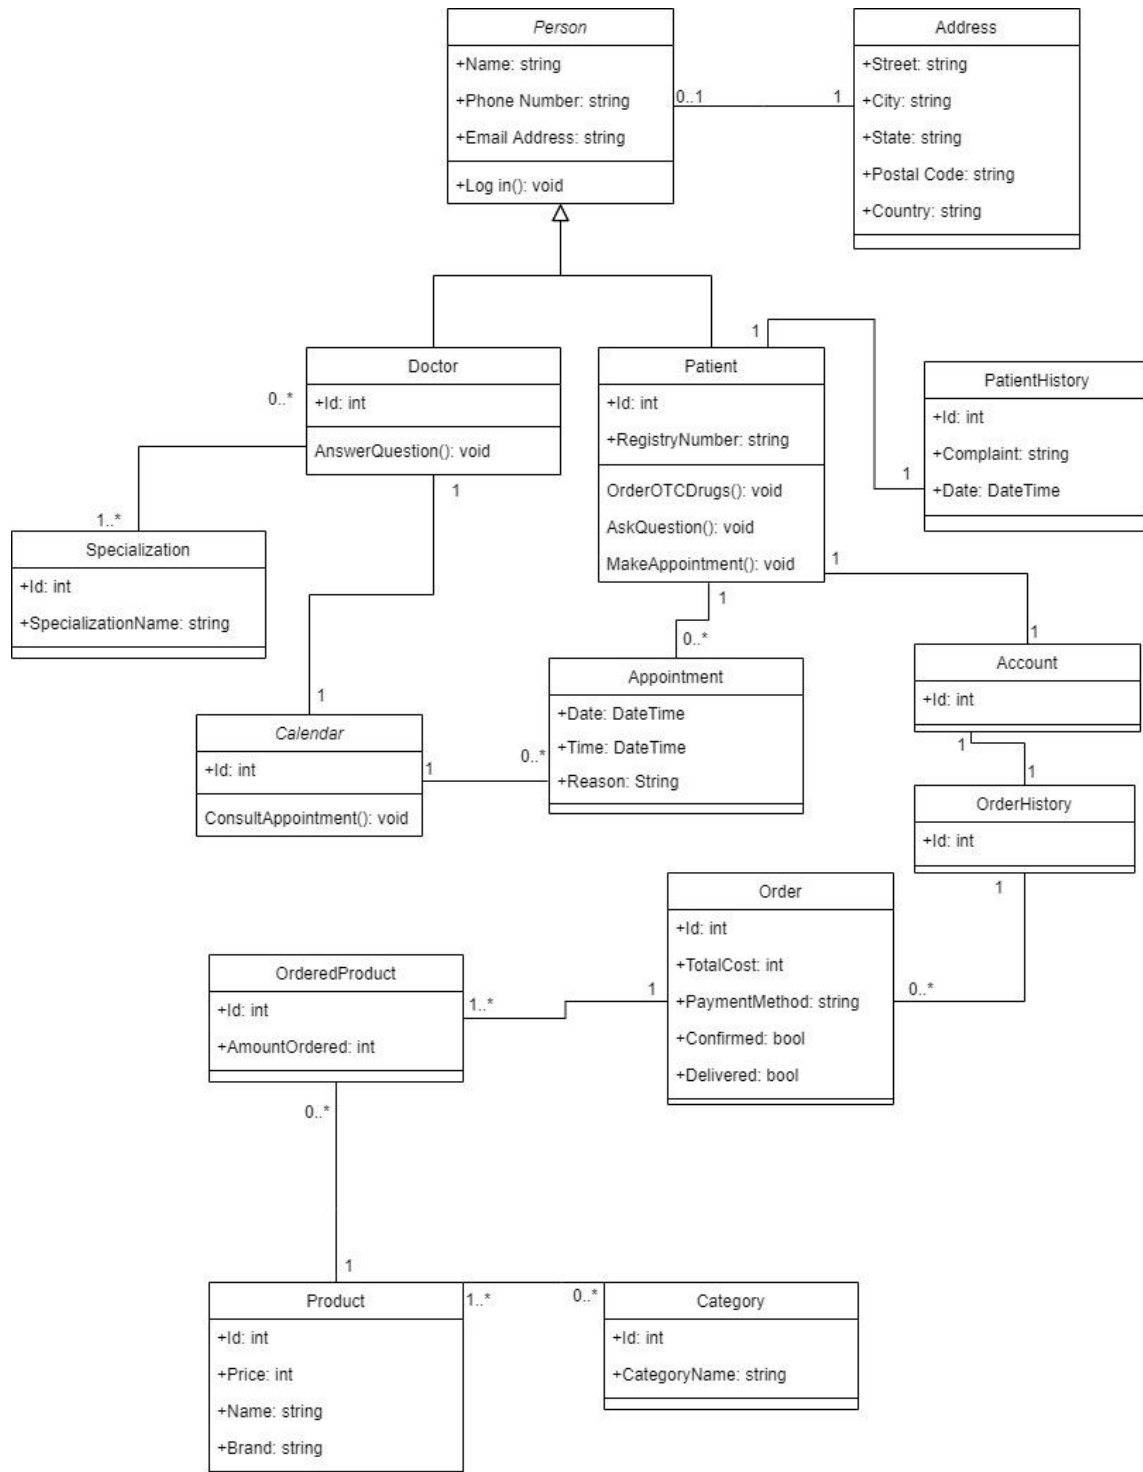 Person
+Name: string
+Phone Number: string
+Email Address: string
+Log in(): void
0..1
1
Address
+Street: string
+City: string
+State: string
+Postal Code: string
+Country: string
Doctor
+Id: int
AnswerQuestion(): void
0..*
1
1..*
Patient
+Id: int
+RegistryNumber: string
OrderOTCDrugs(): void
AskQuestion(): void
MakeAppointment(): void
1
1
1
PatientHistory
+Id: int
+Complaint: string
+Date: DateTime
1
Specialization
+Id: int
+SpecializationName: string
1
Calendar
+Id: int
ConsultAppointment(): void
1
0..*
0..*
Appointment
+Date: DateTime
+Time: DateTime
+Reason: String
1
Account
+Id: int
1
1
OrderHistory
+Id: int
1
0..*
Order
+Id: int
+TotalCost: int
+PaymentMethod: string
+Confirmed: bool
+Delivered: bool
1
1..*
OrderedProduct
+Id: int
+AmountOrdered: int
0..*
1
Product
+Id: int
+Price: int
+Name: string
+Brand: string
1..*
0..*
Category
+Id: int
+CategoryName: string